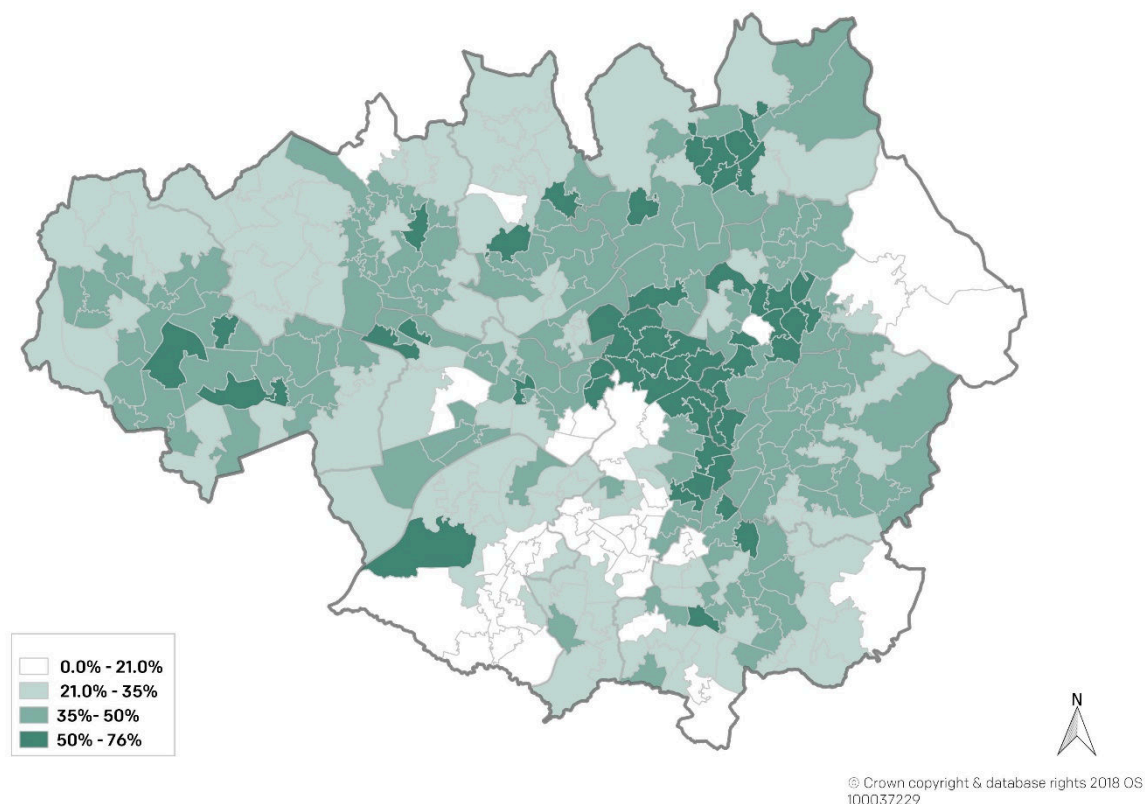 0.0% - 21.0%
21.0% - 35%
35%- 50%
50% - 76%
N
© Crown copyright & database rights 2018 OS
100037229